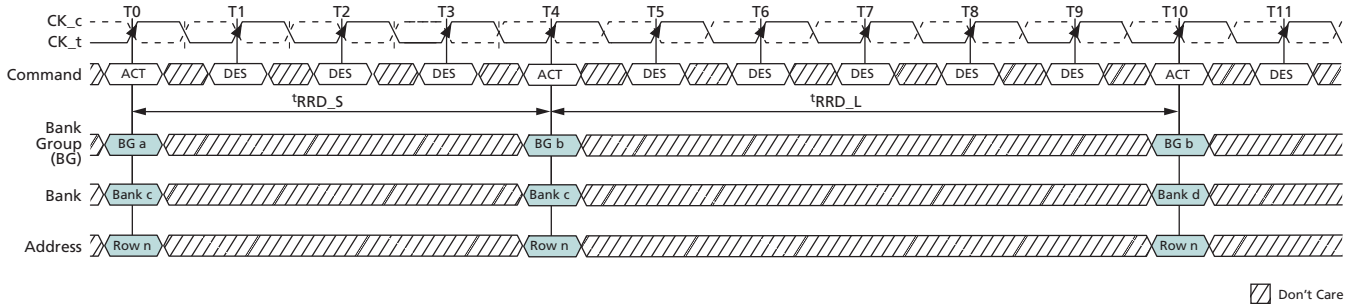 T0 T1 T2 T3 T4 T5 T6 T7 T8 T9 T10 T11
CK_c
CK_t
Command ACT DES DES DES ACT DES DES DES DES DES ACT DES
tRRD_S tRRD_L
Bank
Group
(BG)
BG a BG b BG b
Bank Bank c Bank c Bank d
Address Row n Row n Row n
Don't Care